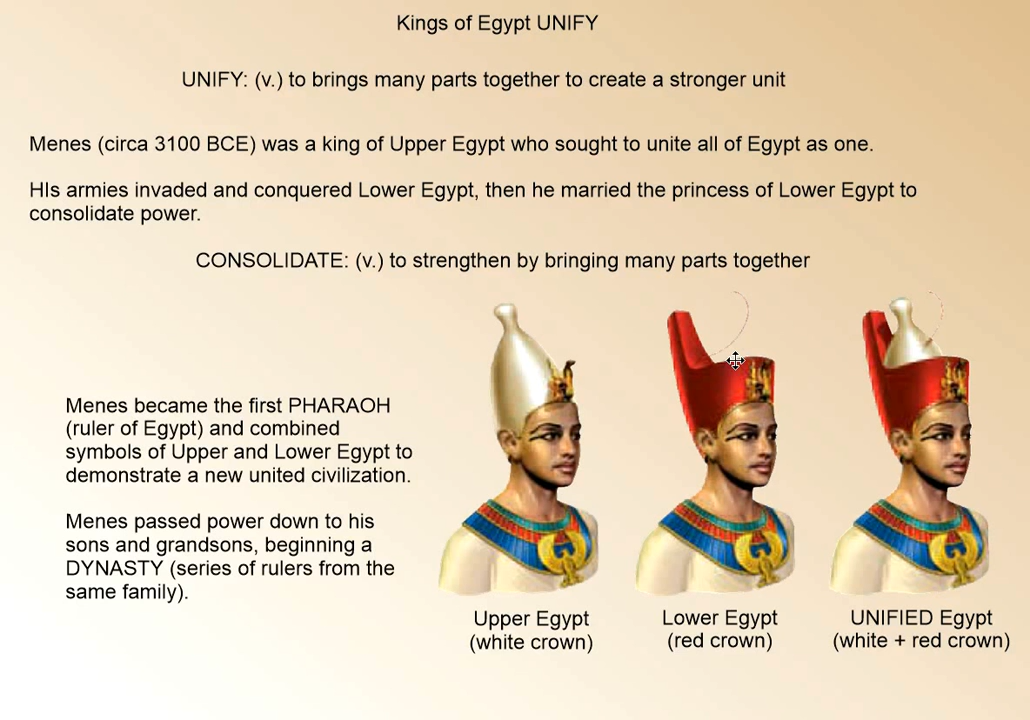 Kings of Egypt UNIFY
UNIFY: (v.) to brings many parts together to create a stronger unit
Menes (circa 3100 BCE) was a king of Upper Egypt who sought to unite all of Egypt as one.
HIs armies invaded and conquered Lower Egypt, then he married the princess of Lower Egypt to
consolidate power.
CONSOLIDATE: (v.) to strengthen by bringing many parts together
Menes became the first PHARAOH
(ruler of Egypt) and combined
symbols of Upper and Lower Egypt to
demonstrate a new united civilization.
Menes passed power down to his
sons and grandsons, beginning a
DYNASTY (series of rulers from the
same family).
Upper Egypt
(white crown)
Lower Egypt
(red crown)
UNIFIED Egypt
(white + red crown)